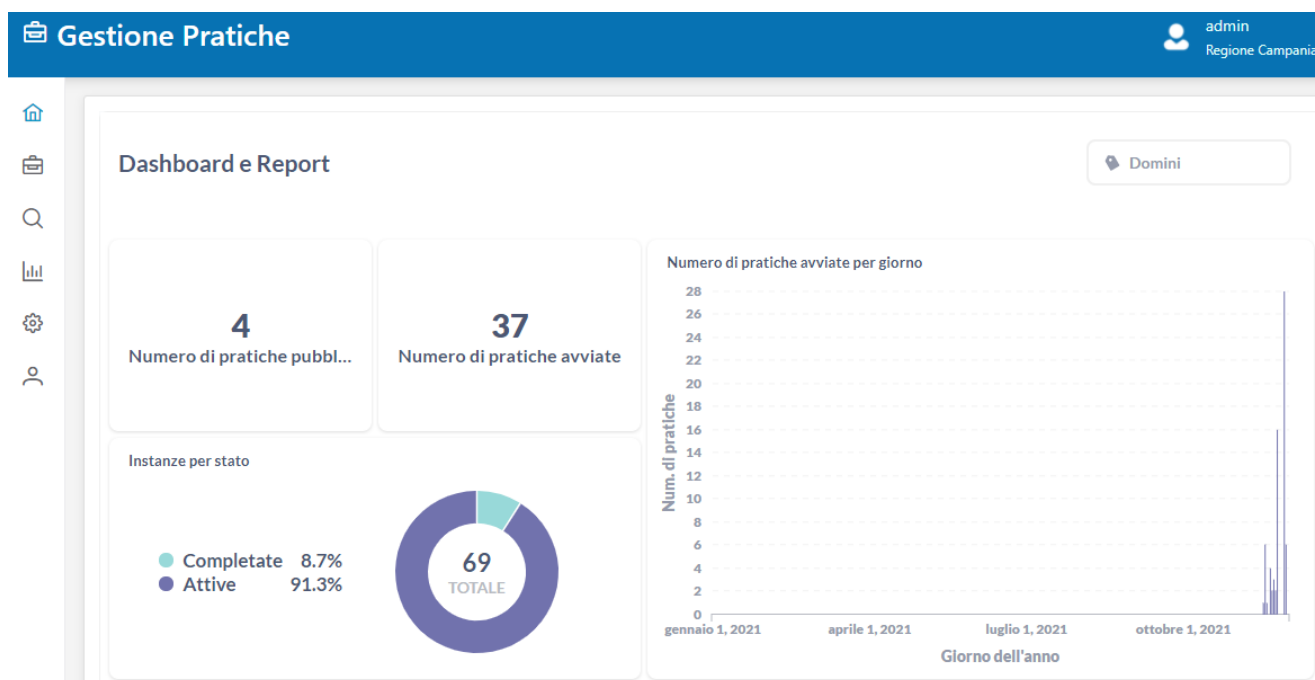 Gestione Pratiche
admin
Regione Campania
Dashboard e Report
Domini
4
Numero di pratiche pubbl...
37
Numero di pratiche avviate
Instanze per stato
Completate 8.7%
Attive 91.3%
69
TOTALE
Numero di pratiche avviate per giorno
Num. di pratiche
28
26
24
22
20
18
16
14
12
10
8
6
4
2
0
gennaio 1, 2021
aprile 1, 2021
luglio 1, 2021
ottobre 1, 2021
Giorno dell'anno